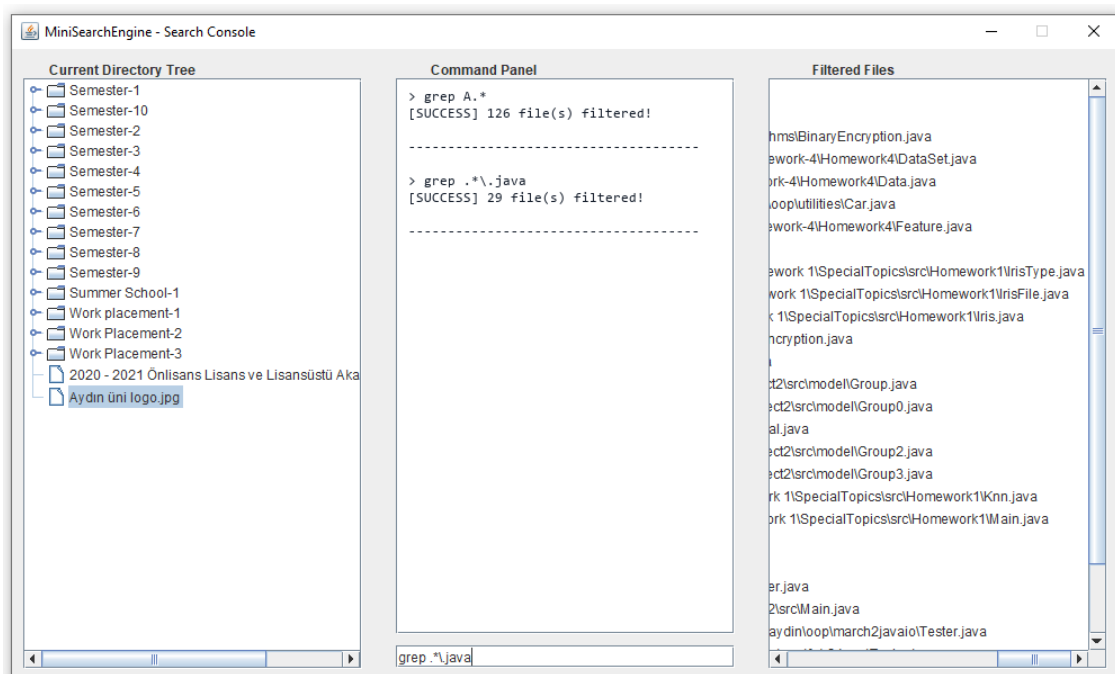 MiniSearchEngine - Search Console
Current Directory Tree
Semester-1
Semester-10
Semester-2
Semester-3
Semester-4
Semester-5
Semester-6
Semester-7
Semester-8
Semester-9
Summer School-1
Work placement-1
Work Placement-2
Work Placement-3
2020 - 2021 Önlisans Lisans ve Lisansüstü Aka
Aydın üni logo.jpg
Command Panel
> grep A.*
[SUCCESS] 126 file(s) filtered!
-------------------------------------
> grep .*\.java
[SUCCESS] 29 file(s) filtered!
-------------------------------------
grep .*\.java
Filtered Files
hms\BinaryEncryption.java
ework-4\Homework4\DataSet.java
ork-4\Homework4\Data.java
\oop\utilities\Car.java
ework-4\Homework4\Feature.java
ework 1\SpecialTopics\src\Homework1\IrisType.java
work 1\SpecialTopics\src\Homework1\IrisFile.java
k 1\SpecialTopics\src\Homework1\Iris.java
ncryption.java
ct2\src\model\Group.java
ect2\src\model\Group0.java
al.java
ect2\src\model\Group2.java
ect2\src\model\Group3.java
rk 1\SpecialTopics\src\Homework1\Knn.java
ork 1\SpecialTopics\src\Homework1\Main.java
er.java
2\src\Main.java
aydin\oop\march2javaio\Tester.java